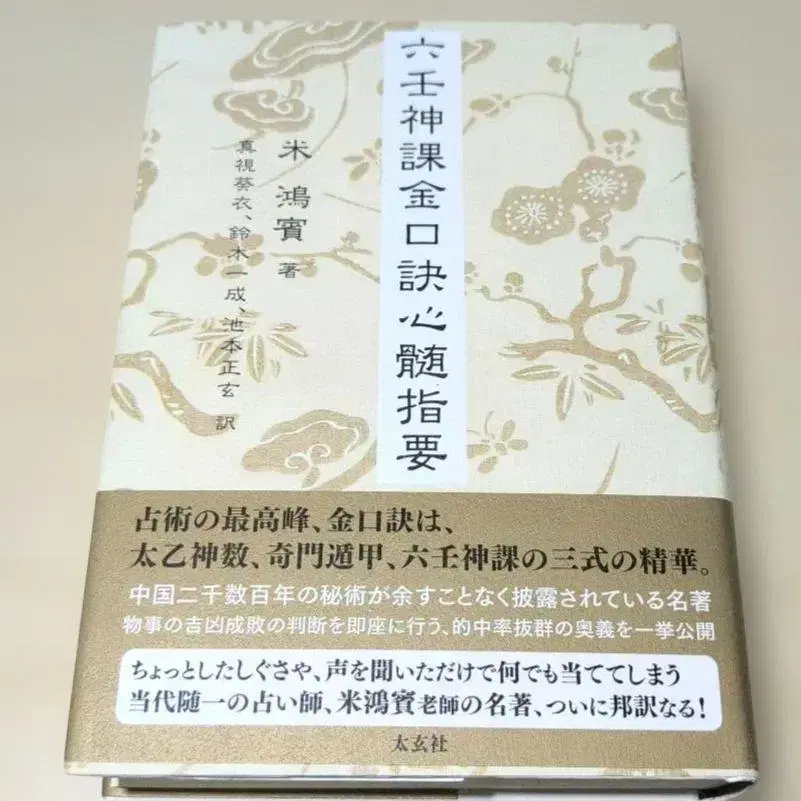 六壬神課金口訣心髄指要
米鴻賓 著
真視葵衣、鈴木一成、池本正玄 訳
占術の最高峰、金口訣は、
太乙神数、奇門遁甲、六壬神課の三式の精華。
中国二千数百年の秘術が余すことなく披露されている名著
物事の吉凶成敗の判断を即座に行う、的中率抜群の奥義を一挙公開
ちょっとしたしぐさや、声を聞いただけで何でも当ててしまう
当代随一の占い師、米鴻賓老師の名著、ついに邦訳なる!
太玄社